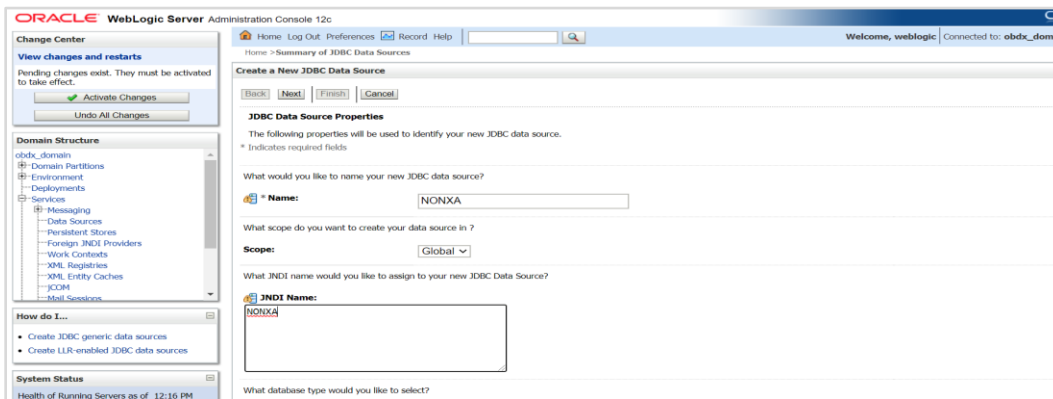 ORACLE WebLogic Server Administration Console 12c
Change Center
View changes and restarts
Pending changes exist. They must be activated
to take effect.
Activate Changes
Undo All Changes
Domain Structure
obdx_domain
Domain Partitions
Environment
Deployments
Services
Messaging
Data Sources
Persistent Stores
Foreign JNDI Providers
Work Contexts
XML Registries
XML Entity Caches
jCOM
Mail Sessions
How do I...
Create JDBC generic data sources
Create LLR-enabled JDBC data sources
System Status
Health of Running Servers as of 12:16 PM
Home Log Out Preferences Record Help
Welcome, weblogic Connected to: obdx_dom
Home >Summary of JDBC Data Sources
Create a New JDBC Data Source
Back Next Finish Cancel
JDBC Data Source Properties
The following properties will be used to identify your new JDBC data source.
* Indicates required fields
What would you like to name your new JDBC data source?
* Name: NONXA
What scope do you want to create your data source in ?
Scope: Global
What JNDI name would you like to assign to your new JDBC Data Source?
JNDI Name:
NONXA
What database type would you like to select?